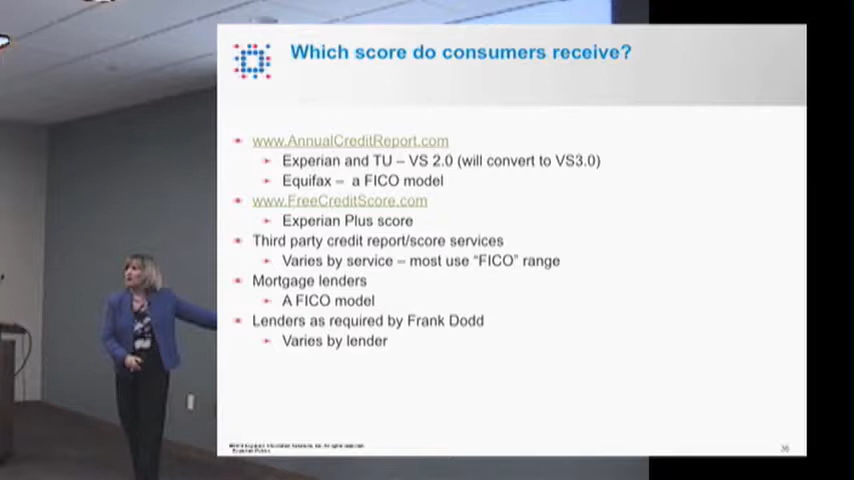 Which score do consumers receive?
www.AnnualCreditReport.com
Experian and TU – VS 2.0 (will convert to VS3.0)
Equifax – a FICO model
www.FreeCreditScore.com
Experian Plus score
Third party credit report/score services
Varies by service – most use “FICO” range
Mortgage lenders
A FICO model
Lenders as required by Frank Dodd
Varies by lender
Experian Public